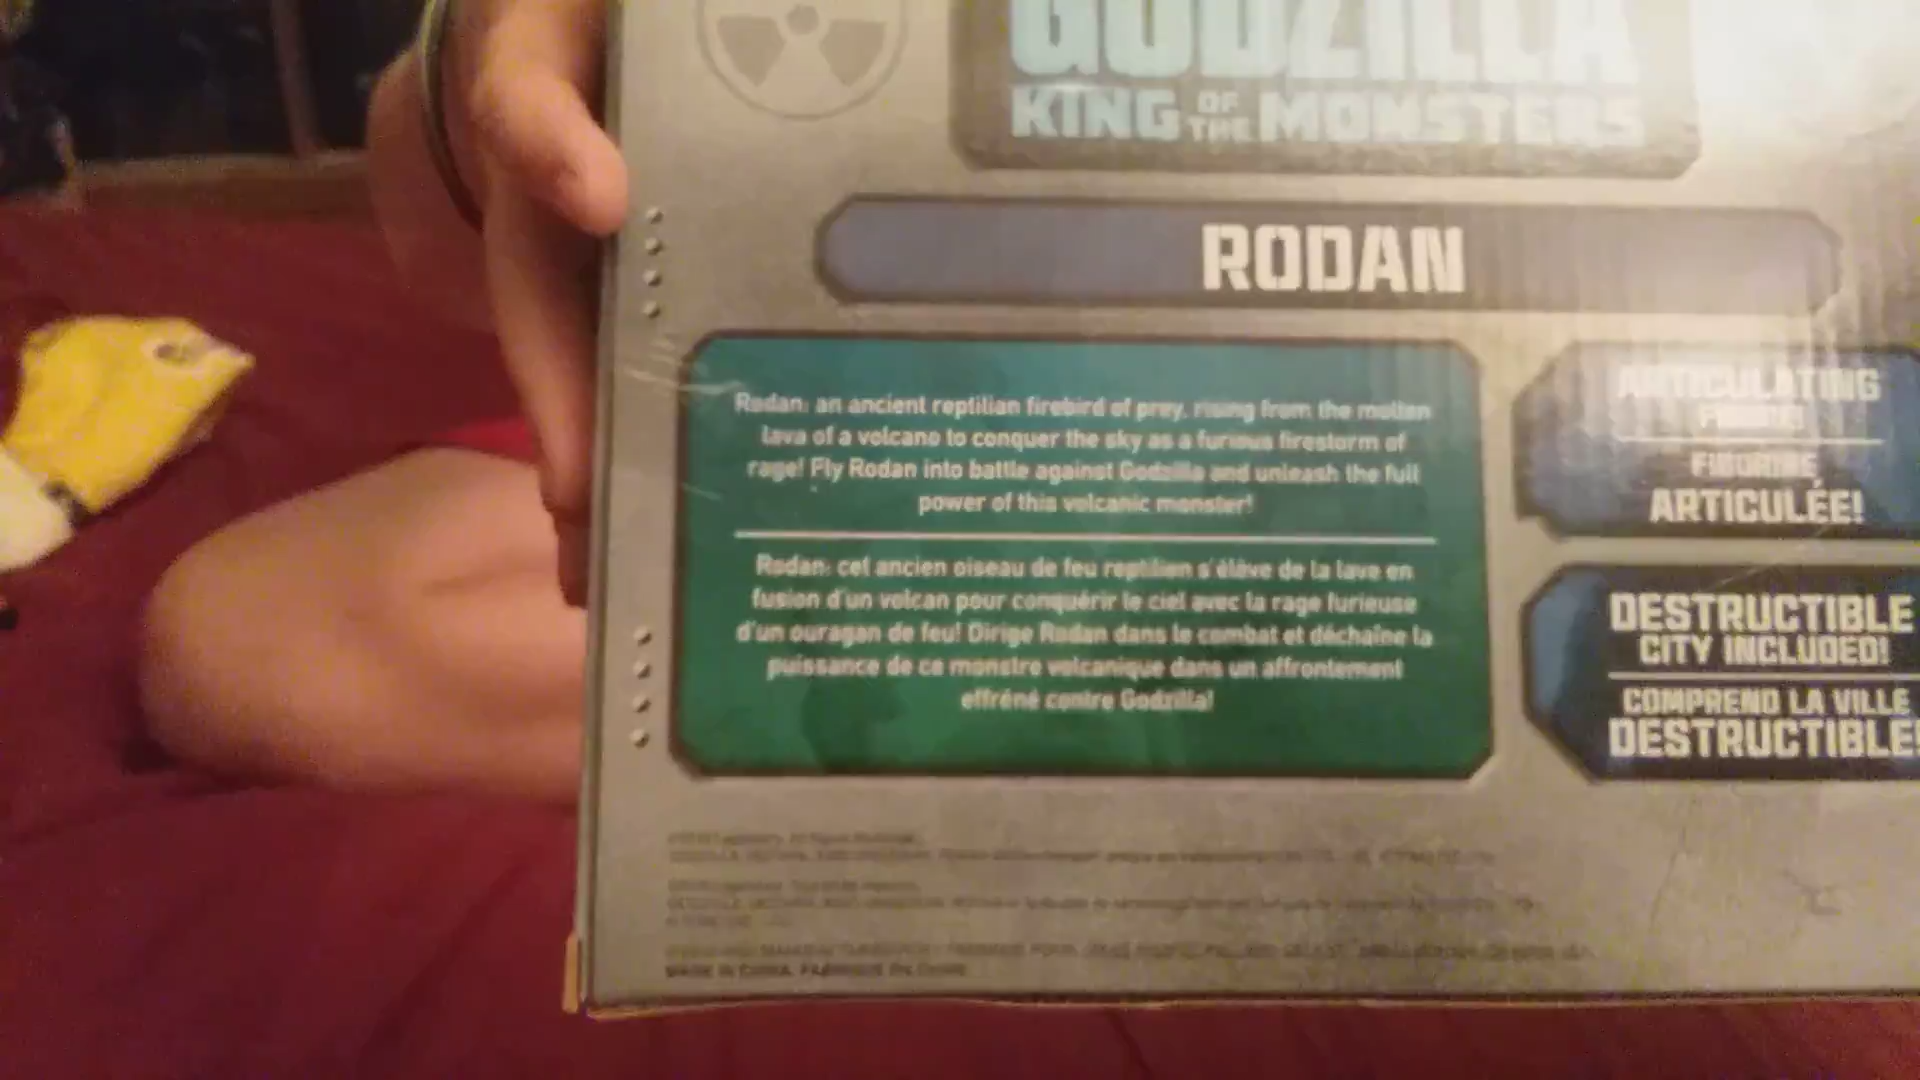 GODZILLA
KING OF THE MONSTERS
RODAN
Rodan: an ancient reptilian firebird of prey, rising from the molten
lava of a volcano to conquer the sky as a furious firestorm of
rage! Fly Rodan into battle against Godzilla and unleash the full
power of this volcanic monster!
Rodan: cet ancien oiseau de feu reptilien s'élève de la lave en
fusion d'un volcan pour conquérir le ciel avec la rage furieuse
d'un ouragan de feu! Dirige Rodan dans le combat et déchaîne la
puissance de ce monstre volcanique dans un affrontement
effréné contre Godzilla!
ARTICULATING
FIGURE!
FIGURINE
ARTICULÉE!
DESTRUCTIBLE
CITY INCLUDED!
COMPREND LA VILLE
DESTRUCTIBLE!
MADE IN CHINA. FABRIQUÉ EN CHINE